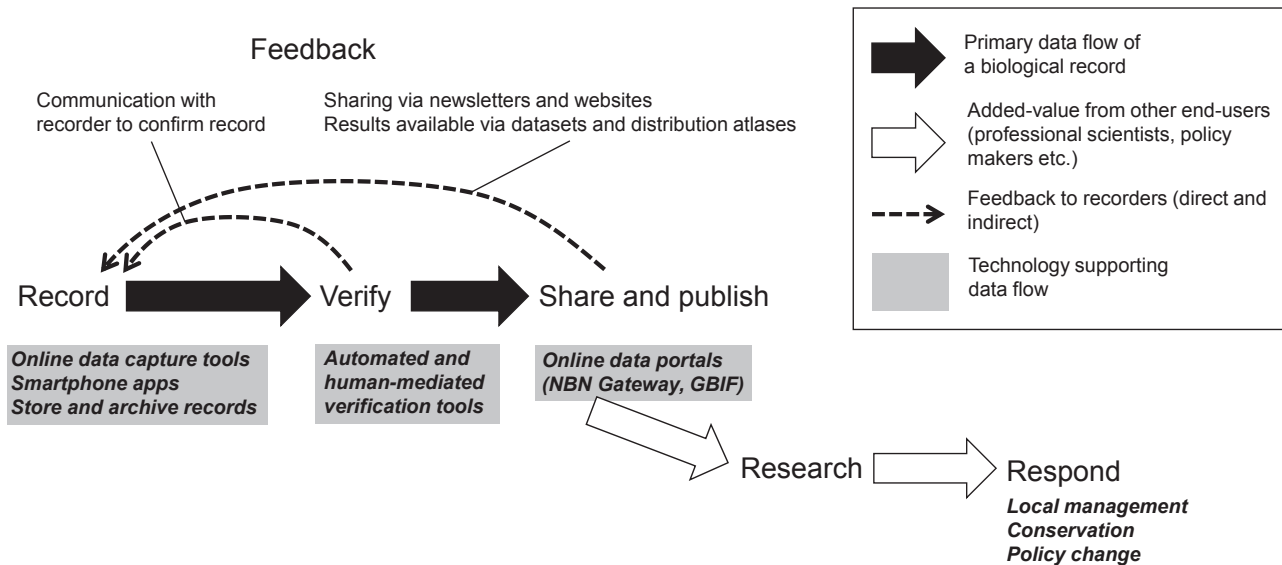 Feedback
Communication with
recorder to confirm record
Sharing via newsletters and websites
Results available via datasets and distribution atlases
Record
Verify
Share and publish
Online data capture tools
Smartphone apps
Store and archive records
Automated and
human-mediated
verification tools
Online data portals
(NBN Gateway, GBIF)
Research
Respond
Local management
Conservation
Policy change
Primary data flow of
a biological record
Added-value from other end-users
(professional scientists, policy
makers etc.)
Feedback to recorders (direct and
indirect)
Technology supporting
data flow